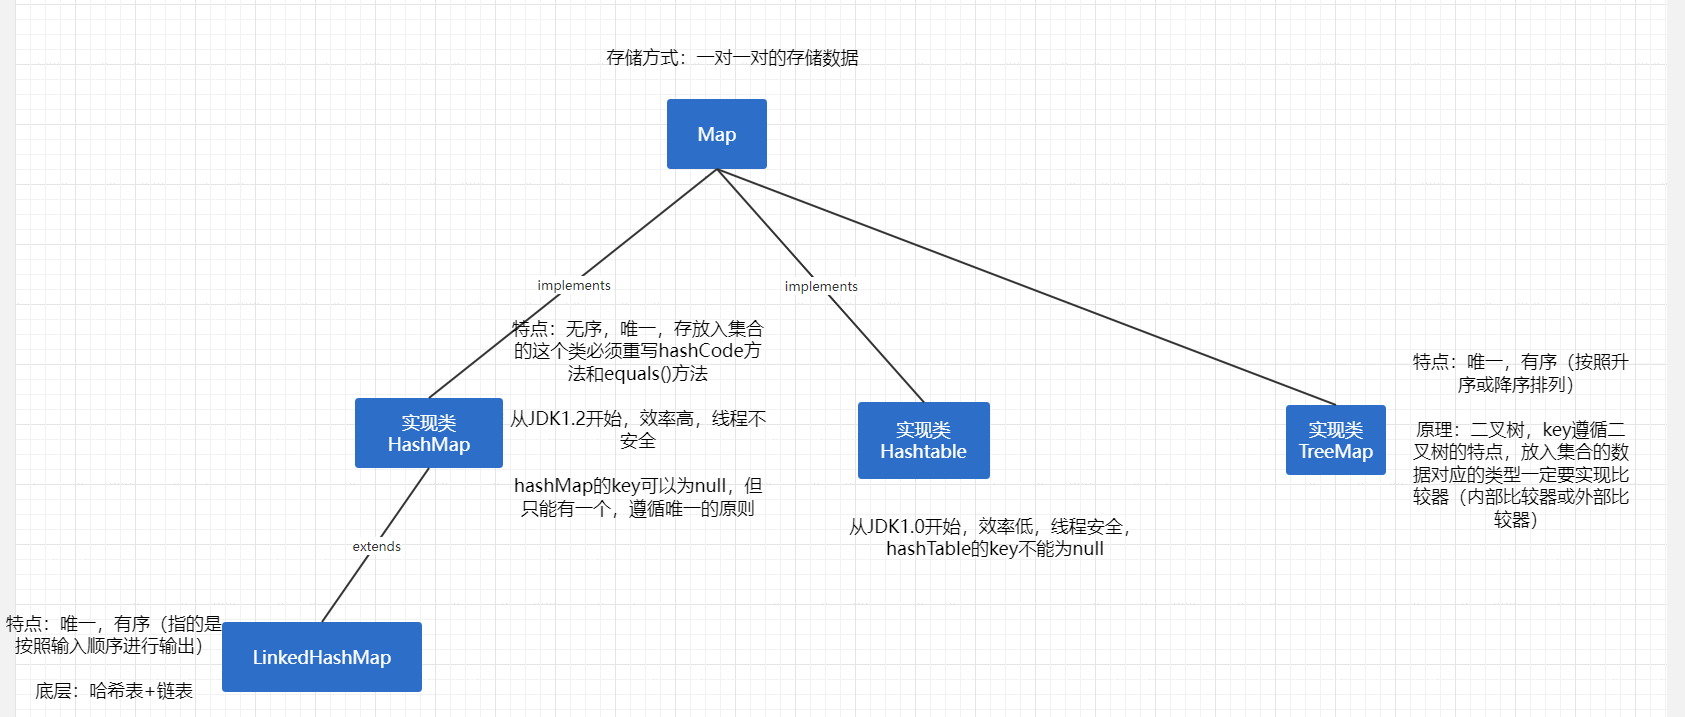 存储方式：一对一对的存储数据
Map
implements
implements
特点：无序，唯一，存放入集合
的这个类必须重写hashCode方
法和equals()方法
从JDK1.2开始，效率高，线程不
安全
hashMap的key可以为null，但
只能有一个，遵循唯一的原则
实现类
HashMap
实现类
Hashtable
从JDK1.0开始，效率低，线程安全，
hashTable的key不能为null
实现类
TreeMap
特点：唯一，有序（按照升
序或降序排列）
原理：二叉树，key遵循二
叉树的特点，放入集合的数
据对应的类型一定要实现比
较器（内部比较器或外部比
较器）
extends
特点：唯一，有序（指的是
按照输入顺序进行输出）
底层：哈希表+链表
LinkedHashMap